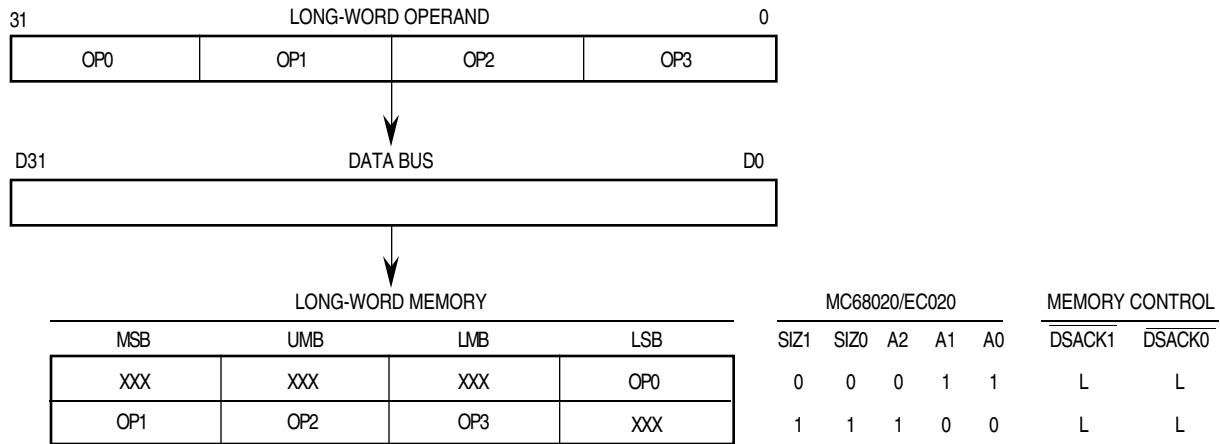 31 LONG-WORD OPERAND 0
OP0 OP1 OP2 OP3
D31 DATA BUS D0
LONG-WORD MEMORY MC68020/EC020 MEMORY CONTROL
MSB UMB LMB LSB SIZ1 SIZ0 A2 A1 A0 DSACK1 DSACK0
XXX XXX XXX OP0 0 0 0 1 1 L L
OP1 OP2 OP3 XXX 1 1 1 0 0 L L